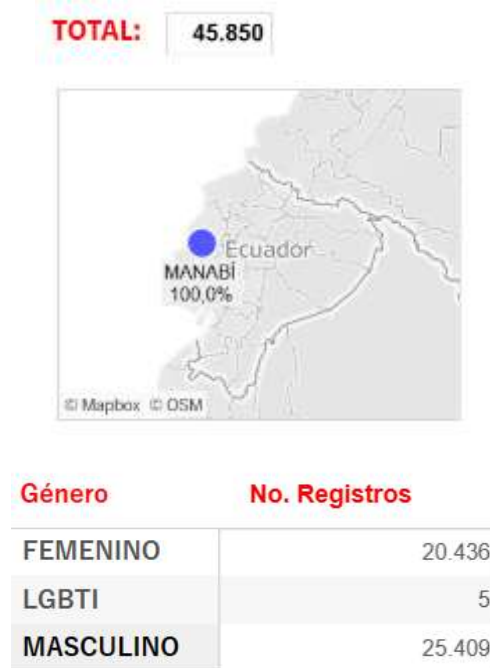 TOTAL: 45.850
Ecuador
MANABÍ
100,0%
© Mapbox © OSM
Género No. Registros
FEMENINO 20.436
LGBTI 5
MASCULINO 25.409